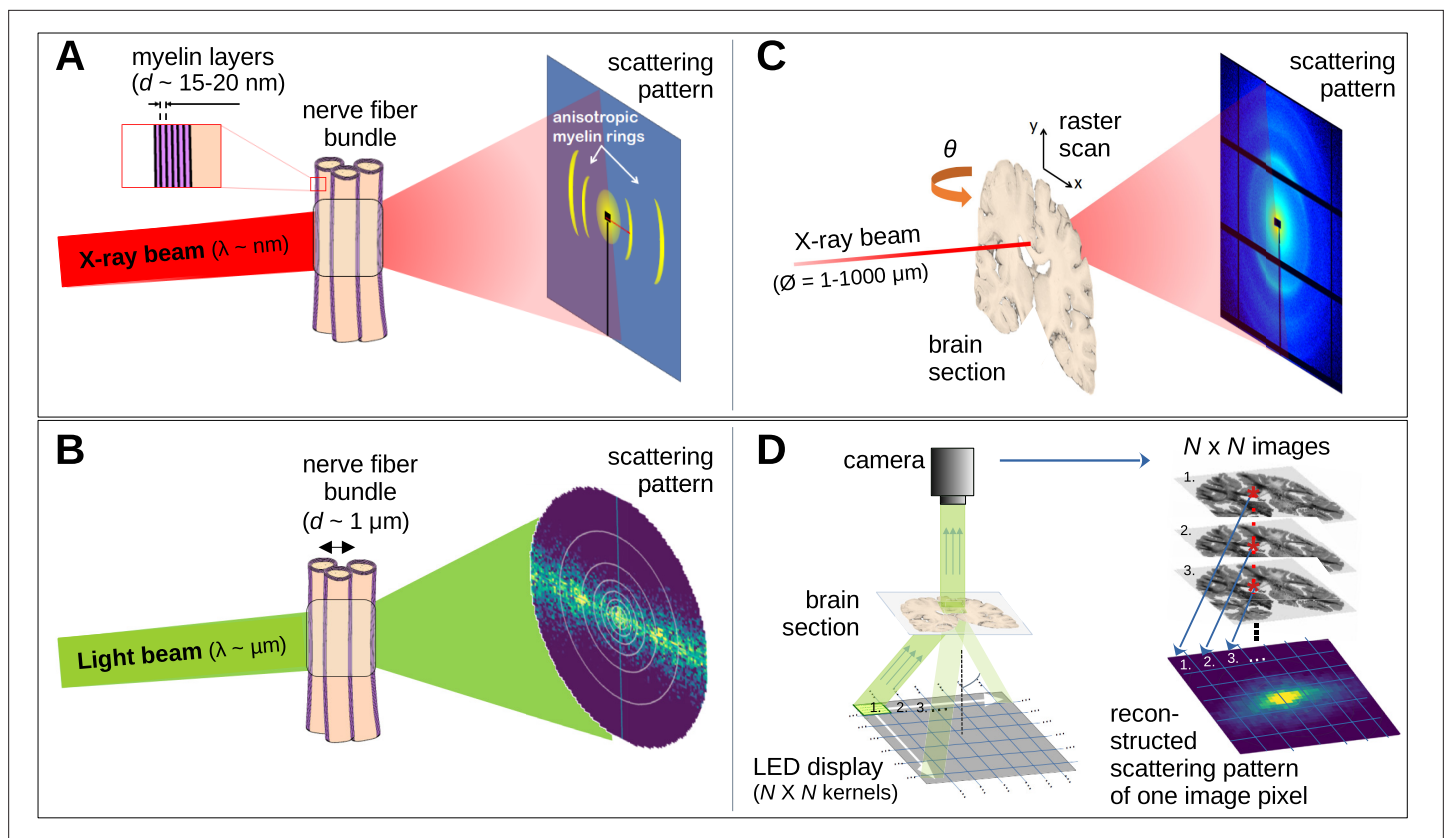 A
myelin layers
(d ~ 15-20 nm)
nerve fiber
bundle
scattering
pattern
anisotropic
myelin rings
X-ray beam (λ ~ nm)
C
scattering
pattern
y
raster
scan
x
θ
X-ray beam
(Ø = 1-1000 µm)
brain
section
B
nerve fiber
bundle
(d ~ 1 µm)
scattering
pattern
Light beam (λ ~ µm)
D
camera
N x N images
1.
2.
3.
brain
section
1. 2. 3. ...
LED display
(N X N kernels)
1. 2. 3. ...
recon-
structed
scattering pattern
of one image pixel